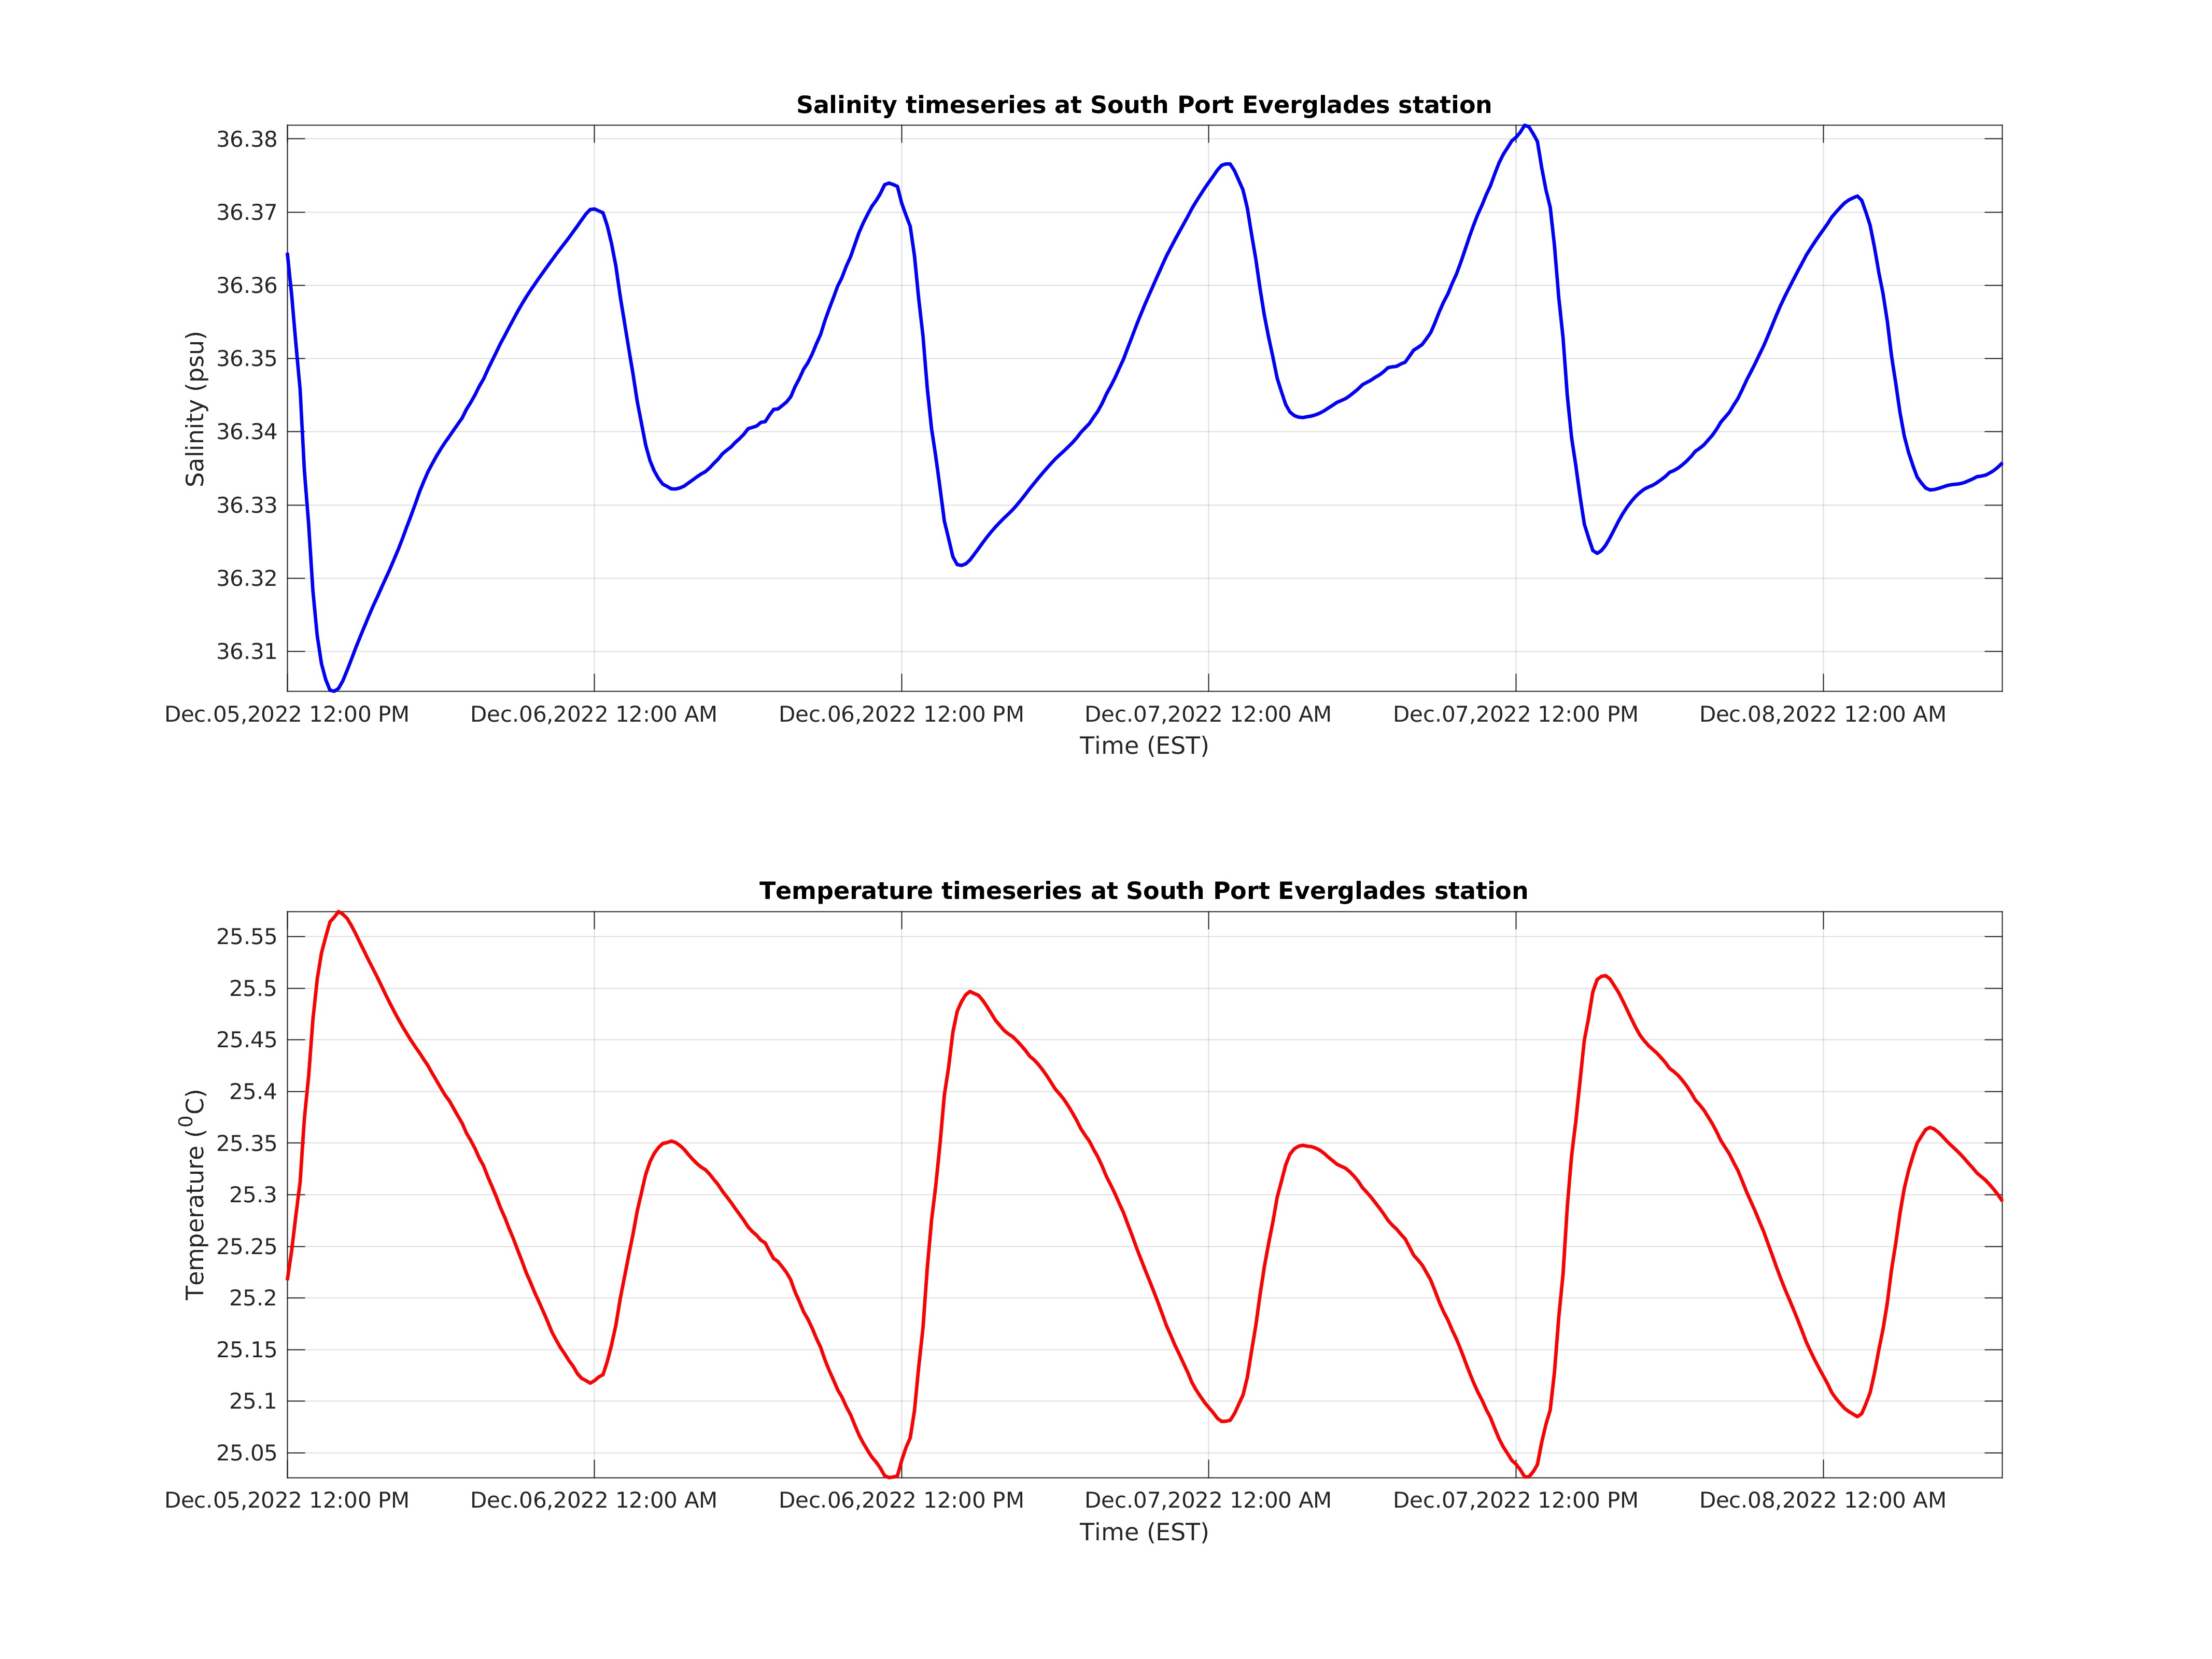 Salinity timeseries at South Port Everglades station
36.38
36.37
36.36
36.35
36.34
36.33
36.32
36.31
Salinity (psu)
Dec.05,2022 12:00 PM Dec.06,2022 12:00 AM Dec.06,2022 12:00 PM Dec.07,2022 12:00 AM Dec.07,2022 12:00 PM Dec.08,2022 12:00 AM
Time (EST)
Temperature timeseries at South Port Everglades station
25.55
25.5
25.45
25.4
25.35
25.3
25.25
25.2
25.15
25.1
25.05
Temperature (⁰C)
Dec.05,2022 12:00 PM Dec.06,2022 12:00 AM Dec.06,2022 12:00 PM Dec.07,2022 12:00 AM Dec.07,2022 12:00 PM Dec.08,2022 12:00 AM
Time (EST)